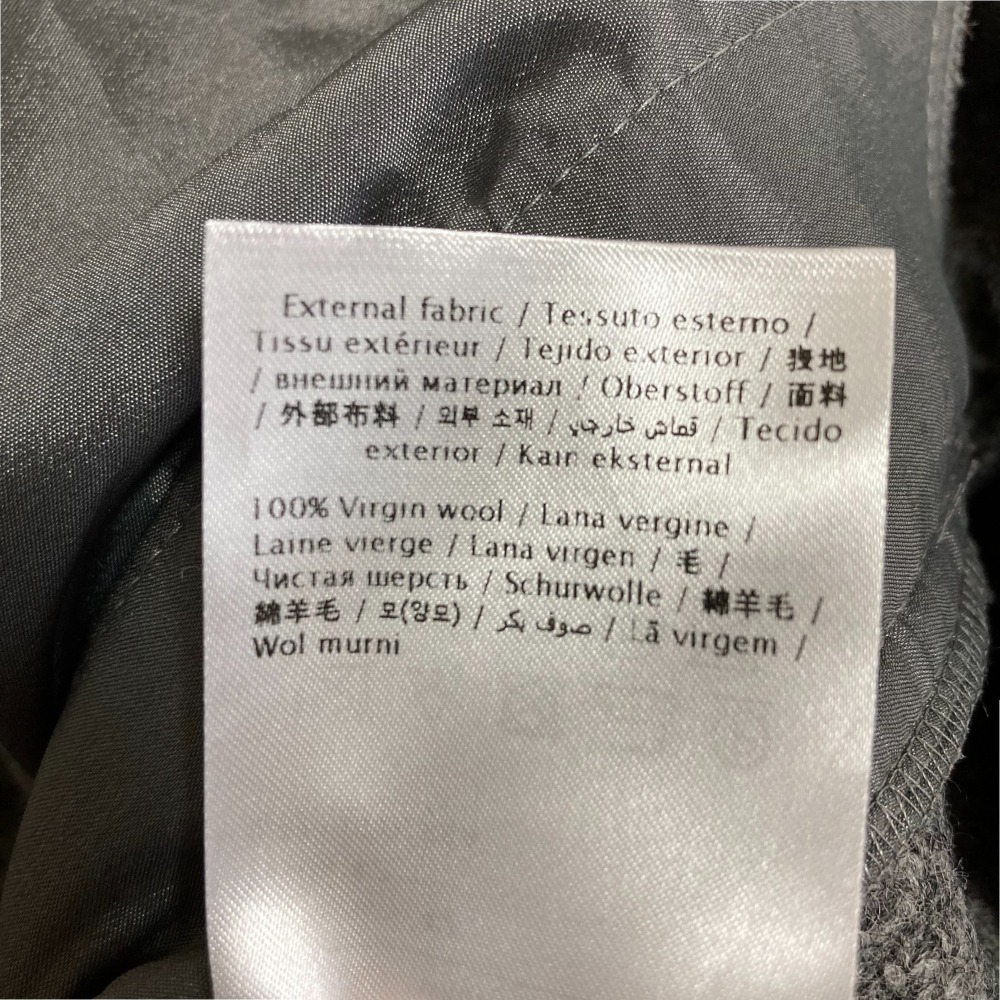 External fabric / Tessuto esterno /
Tissu extérieur / Tejido exterior / 表地
/ внешний материал / Oberstoff / 面料
/ 外部布料 / 외부 소재 / قماش خارجي / Tecido
exterior / Kain eksternal
100% Virgin wool / Lana vergine /
Laine vierge / Lana virgen / 毛 /
Чистая шерсть / Schurwolle / 綿羊毛 /
綿羊毛 / 모(양모) / صوف بكر / Lã virgem /
Wol murni